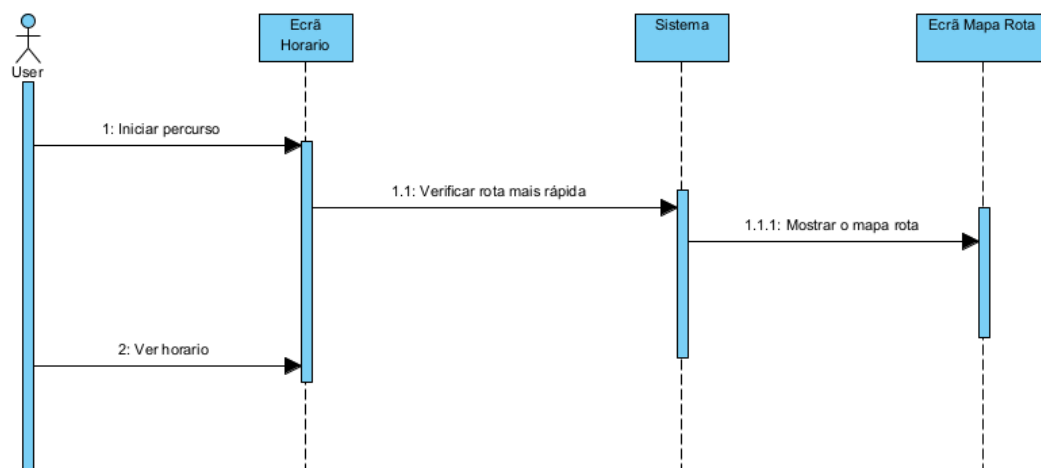 User
Ecrã
Horario
Sistema
Ecrã Mapa Rota
1: Iniciar percurso
1.1: Verificar rota mais rápida
1.1.1: Mostrar o mapa rota
2: Ver horario